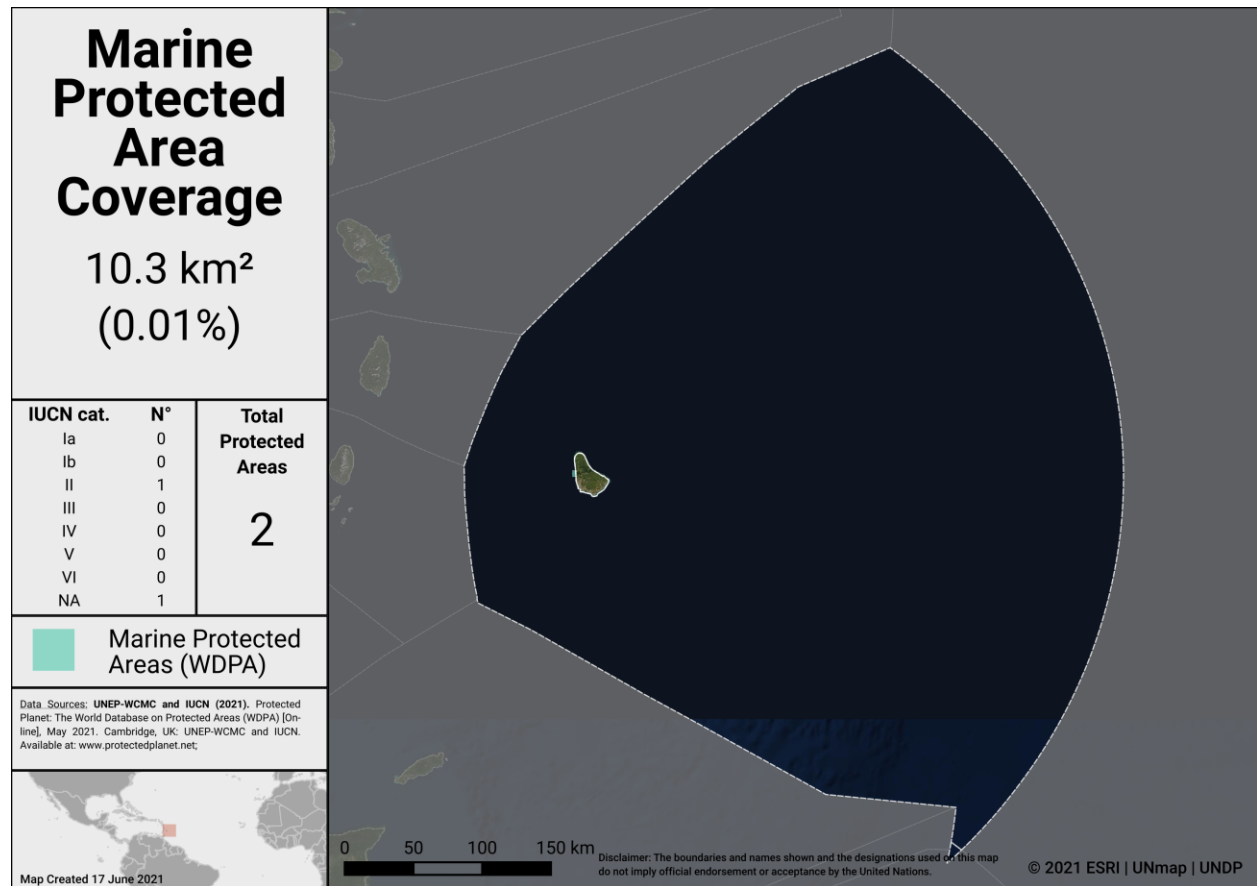 Marine
Protected
Area
Coverage
10.3 km²
(0.01%)
IUCN cat. N°
Ia 0
Ib 0
II 1
III 0
IV 0
V 0
VI 0
NA 1
Total
Protected
Areas
2
Marine Protected
Areas (WDPA)
Data Sources: UNEP-WCMC and IUCN (2021). Protected
Planet: The World Database on Protected Areas (WDPA) [On-
line], May 2021. Cambridge, UK: UNEP-WCMC and IUCN.
Available at: www.protectedplanet.net;
Map Created 17 June 2021
0 50 100 150 km
Disclaimer: The boundaries and names shown and the designations used on this map
do not imply official endorsement or acceptance by the United Nations.
© 2021 ESRI | UNmap | UNDP